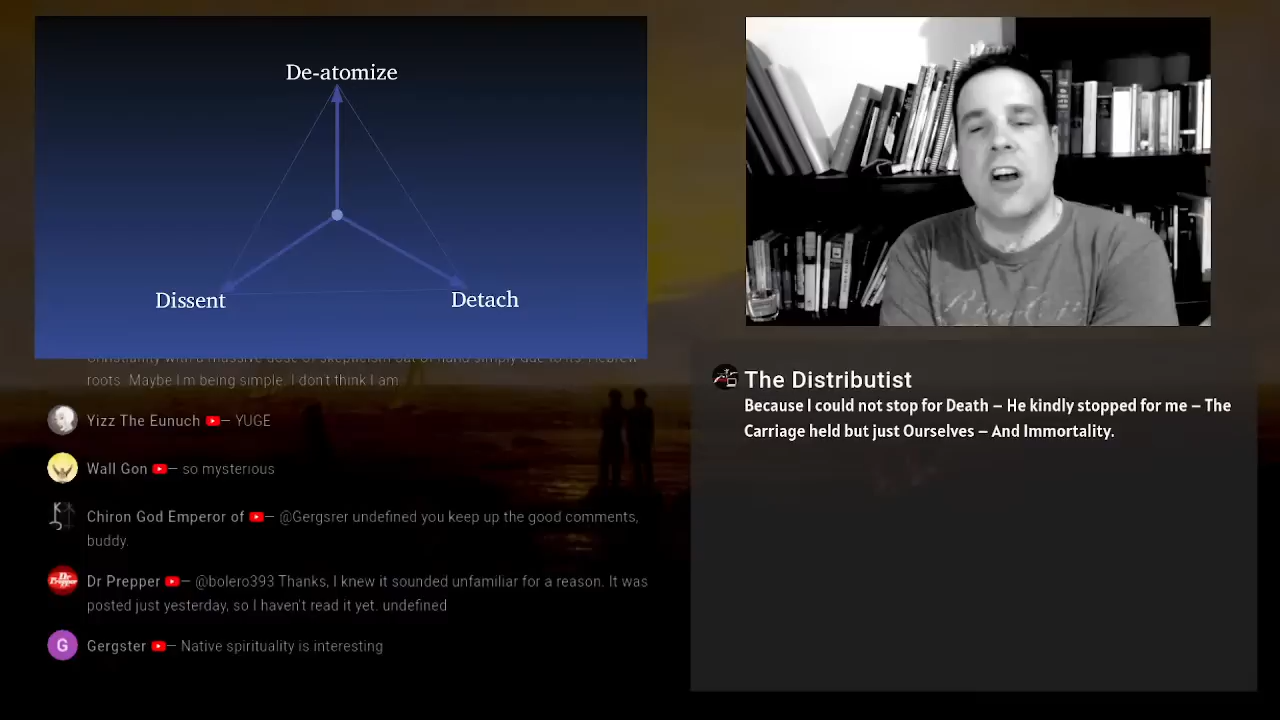 De-atomize
Dissent
Detach
roots. Maybe I'm being simple. I don't think I am
Yizz The Eunuch — YUGE
Wall Gon — so mysterious
Chiron God Emperor of — @Gergsrer undefined you keep up the good comments,
buddy.
Dr Prepper — @bolero393 Thanks, I knew it sounded unfamiliar for a reason. It was
posted just yesterday, so I haven't read it yet. undefined
G
Gergster — Native spirituality is interesting
The Distributist
Because I could not stop for Death – He kindly stopped for me – The
Carriage held but just Ourselves – And Immortality.